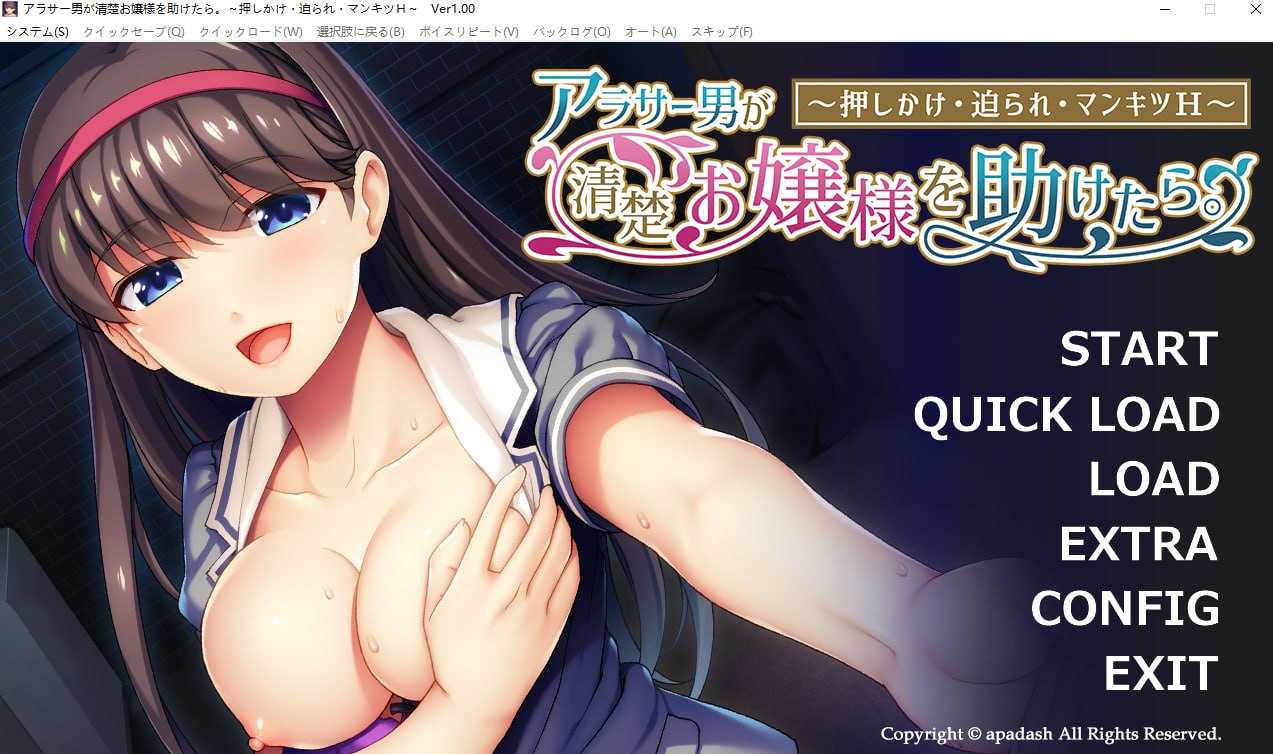 アラサー男が清楚お嬢様を助けたら。～押しかけ・迫られ・マンキツＨ～ Ver1.00
システム(S) クイックセーブ(Q) クイックロード(W) 選択肢に戻る(B) ボイスリピート(V) バックログ(O) オート(A) スキップ(F)
アラサー男が
～押しかけ・迫られ・マンキツH～
清楚お嬢様を助けたら。
START
QUICK LOAD
LOAD
EXTRA
CONFIG
EXIT
Copyright © apadash All Rights Reserved.